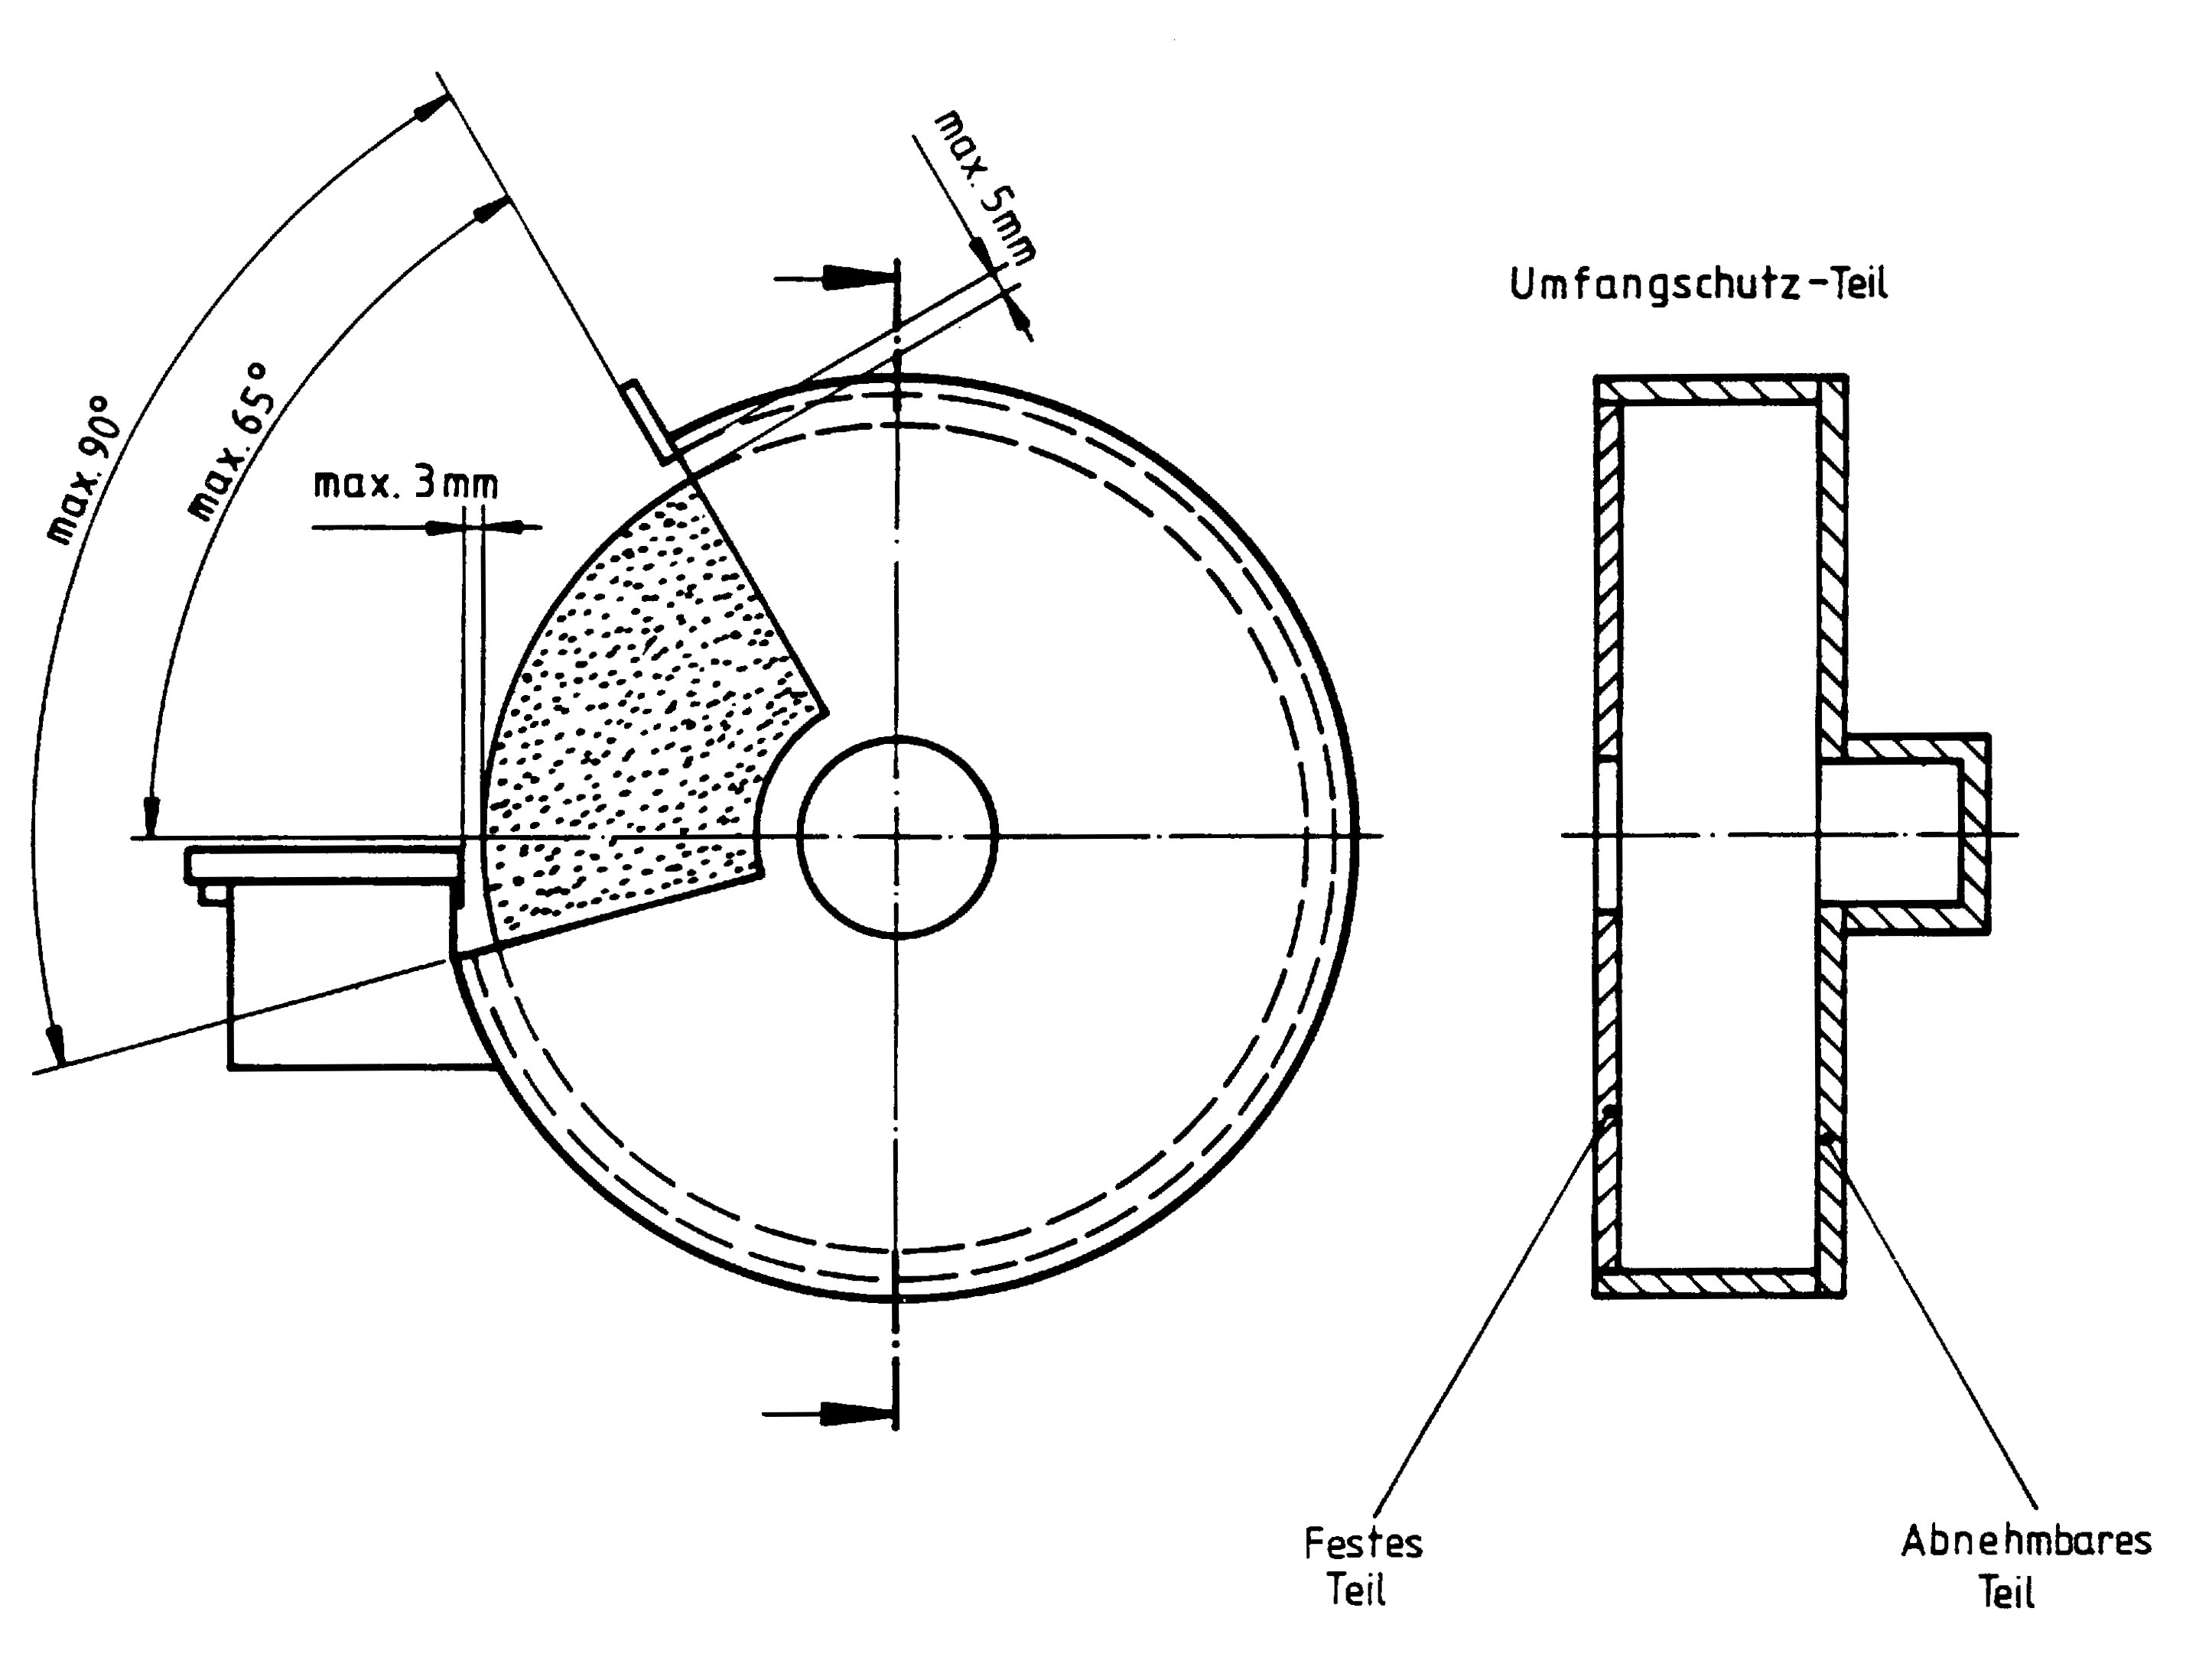 max. 5mm
Umfangschutz-Teil
max. 90°
max. 65°
max. 3mm
Festes
Teil
Abnehmbares
Teil